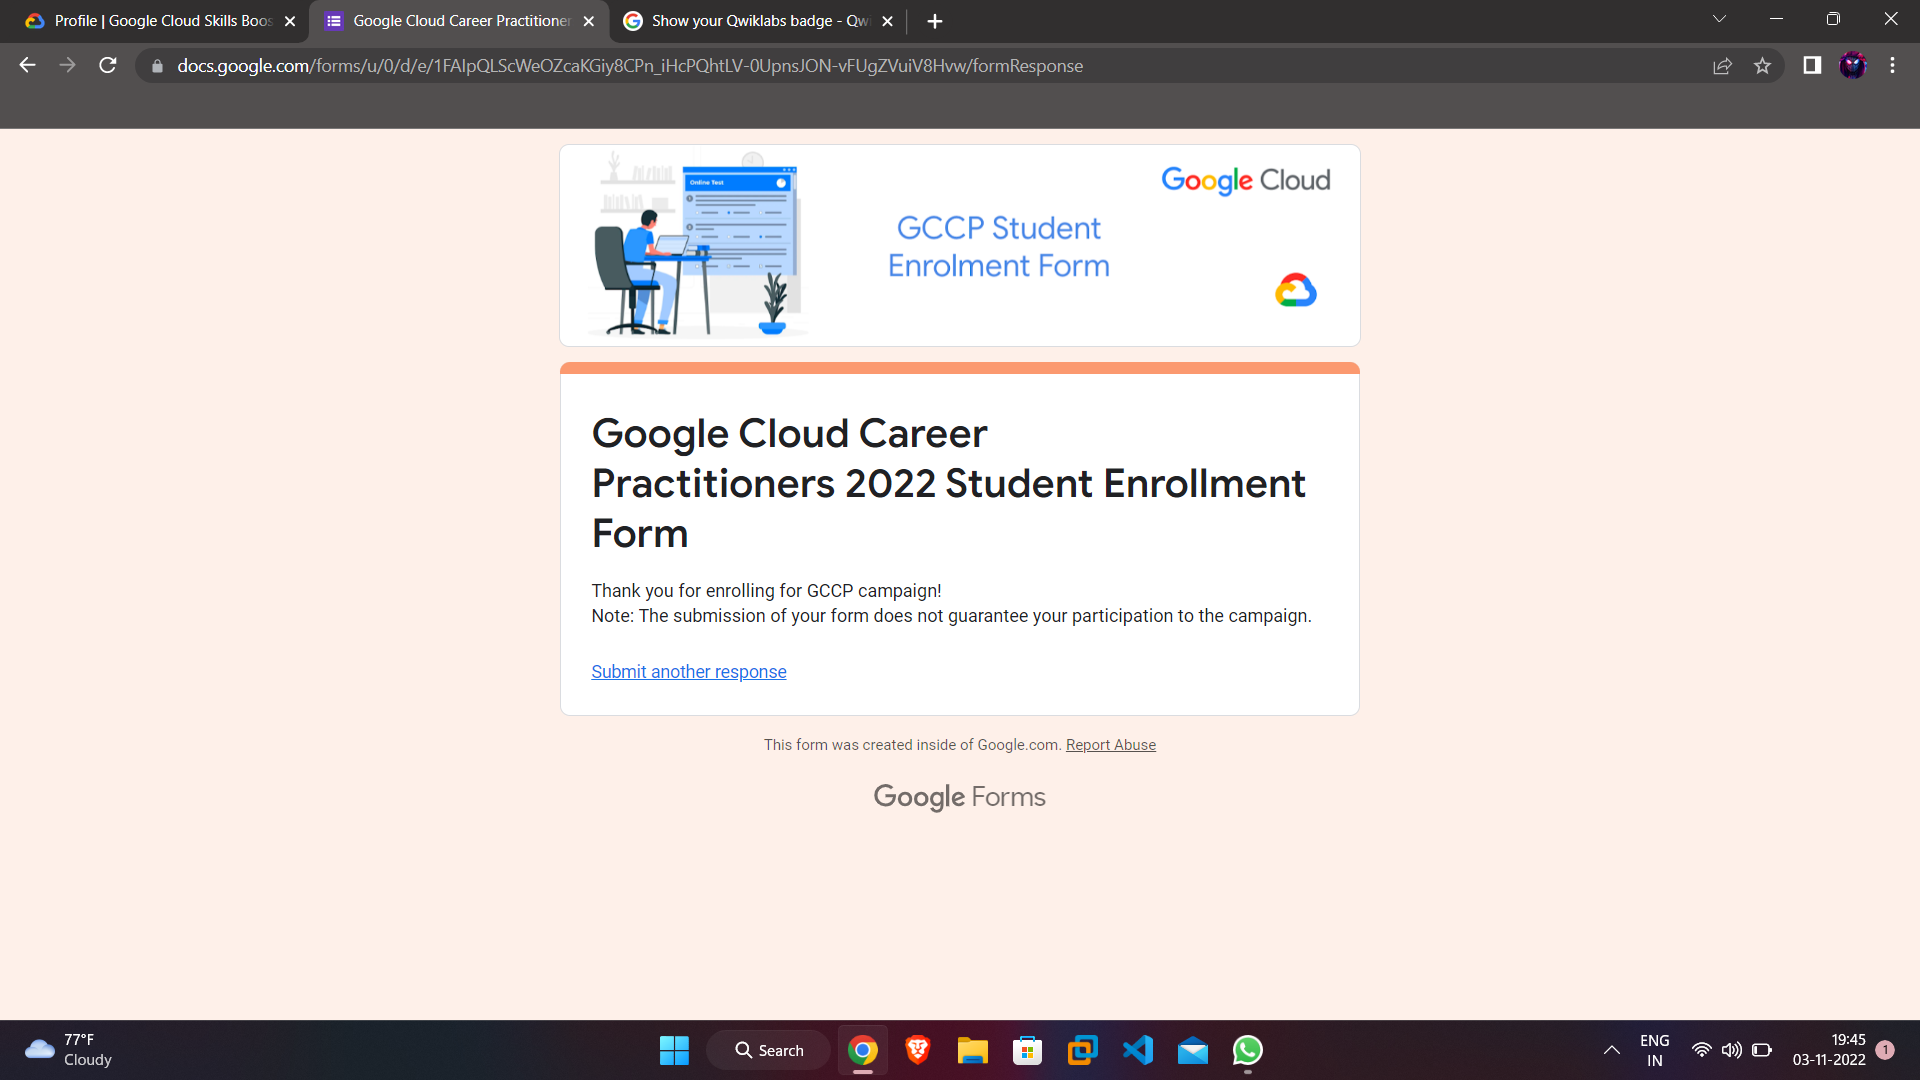 Profile | Google Cloud Skills Boos
Google Cloud Career Practitioner
Show your Qwiklabs badge - Qwi
docs.google.com/forms/u/0/d/e/1FAIpQLScWeOZcaKGiy8CPn_iHcPQhtLV-0UpnsJON-vFUgZVuiV8Hvw/formResponse
Online Test
Google Cloud
GCCP Student
Enrolment Form
Google Cloud Career
Practitioners 2022 Student Enrollment
Form
Thank you for enrolling for GCCP campaign!
Note: The submission of your form does not guarantee your participation to the campaign.
Submit another response
This form was created inside of Google.com. Report Abuse
Google Forms
77°F
Cloudy
Search
ENG
IN
19:45
03-11-2022
1